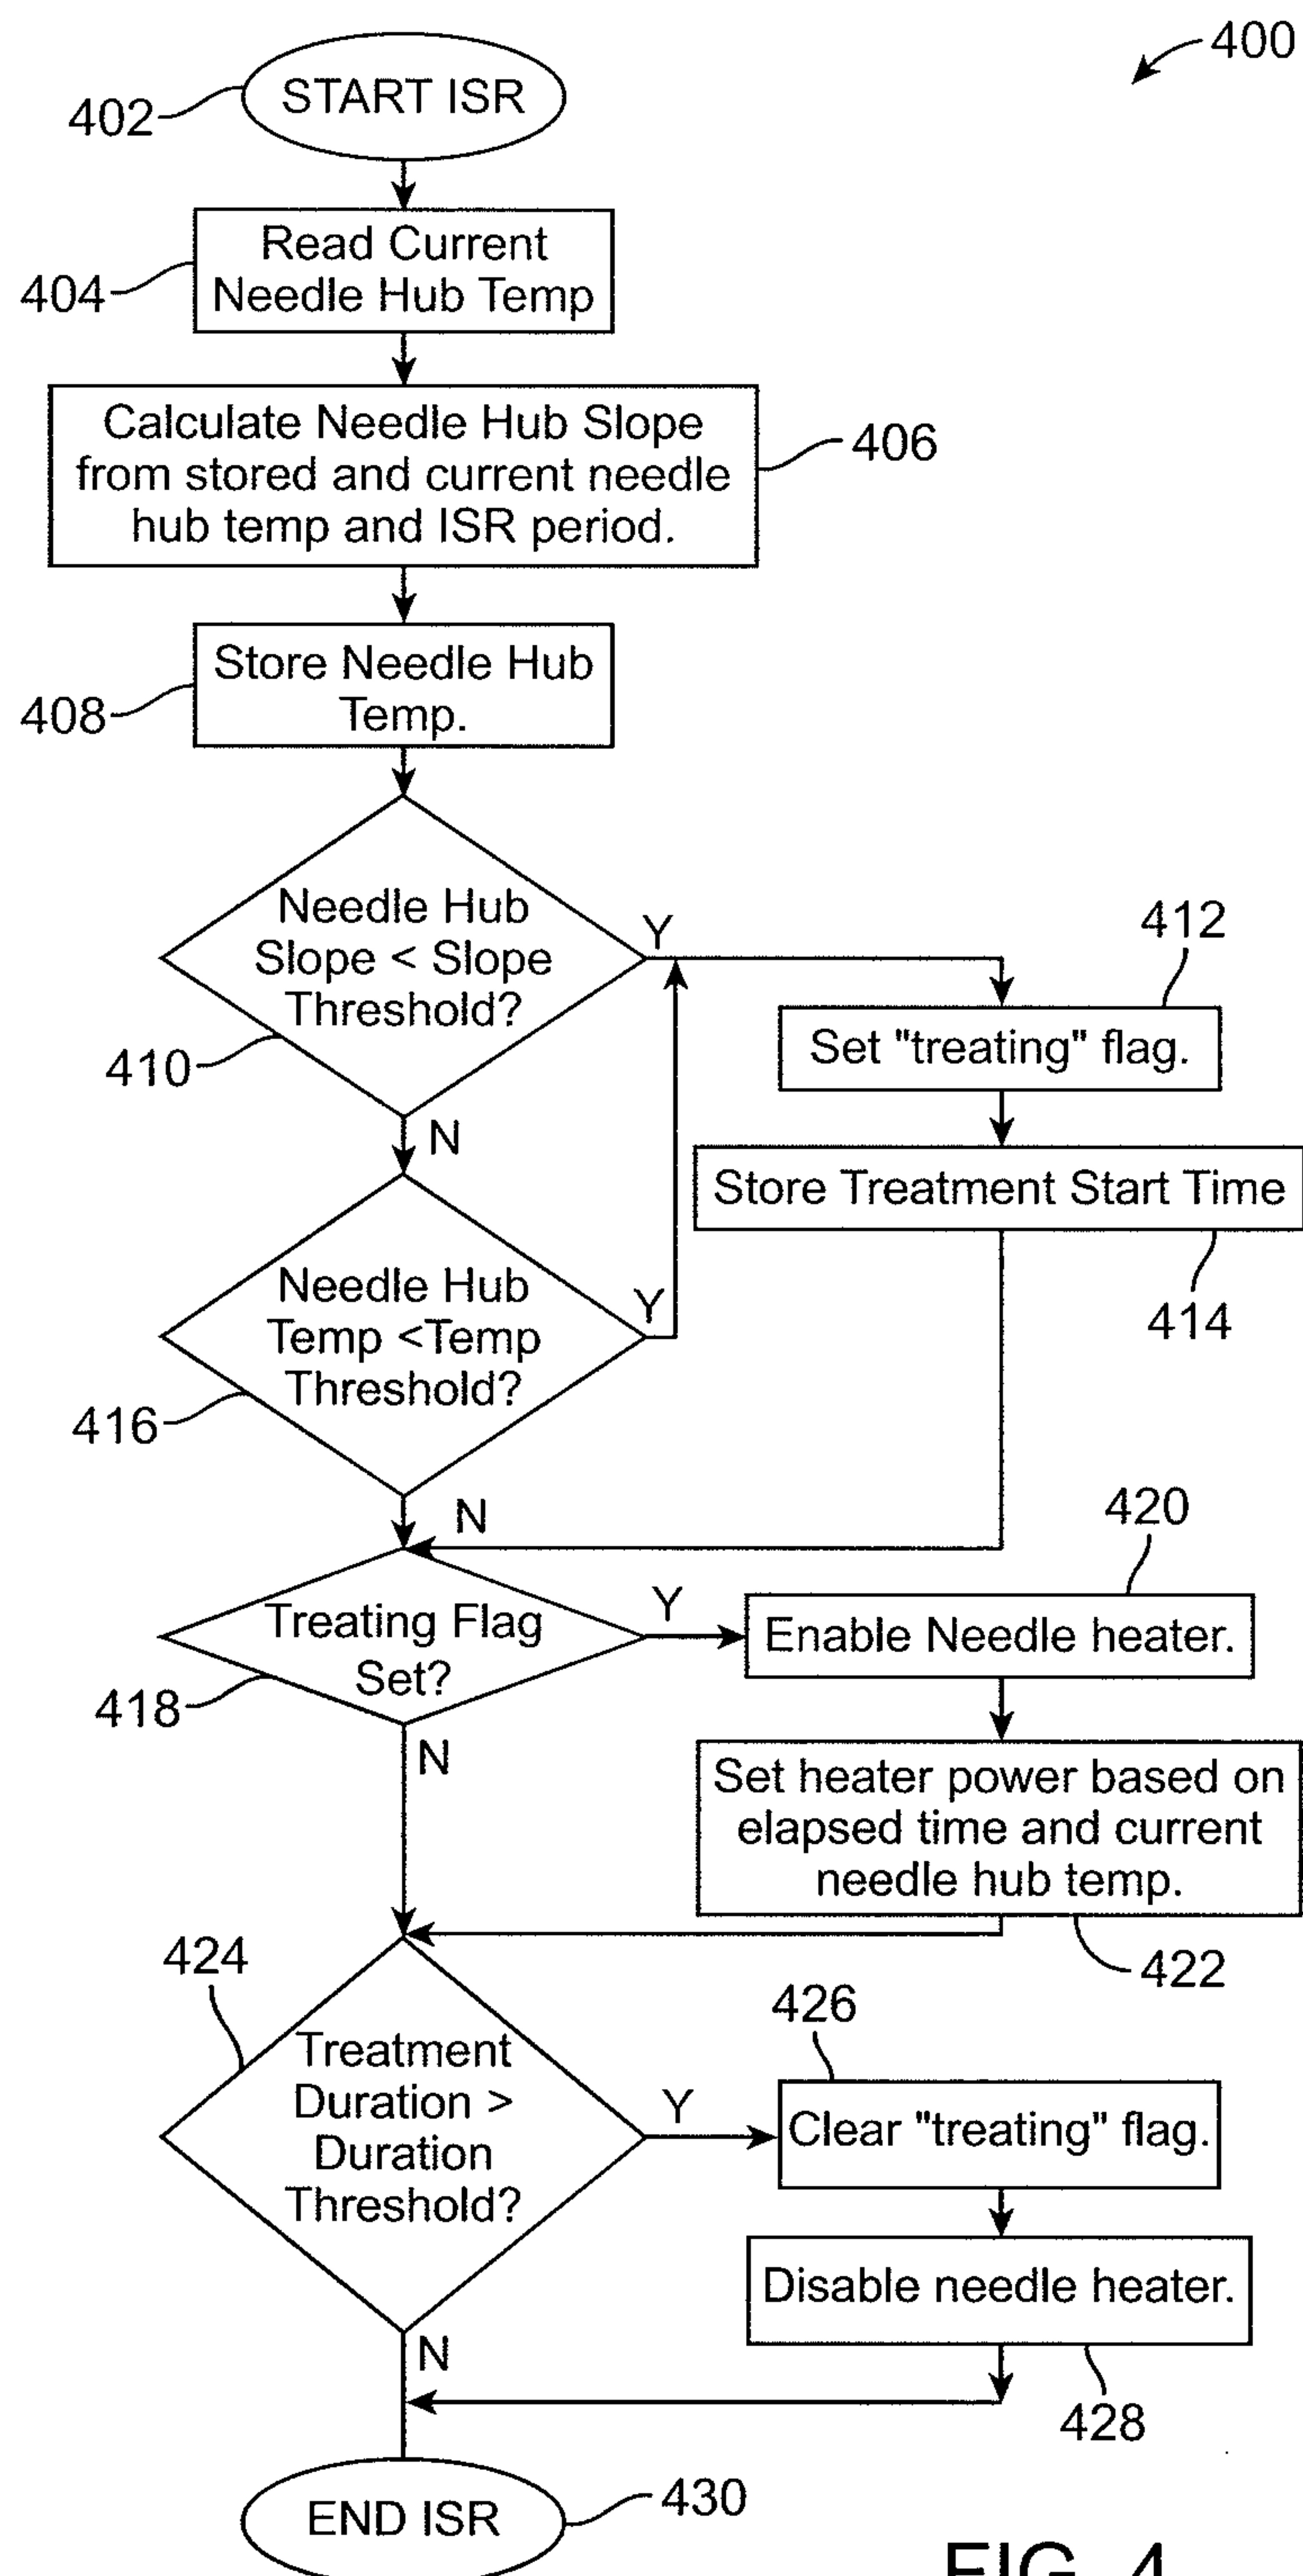 400
START ISR
402
Read Current
Needle Hub Temp
404
Calculate Needle Hub Slope
from stored and current needle
hub temp and ISR period.
406
Store Needle Hub
Temp.
408
Needle Hub
Slope < Slope
Threshold?
Y
410
N
412
Set "treating" flag.
Store Treatment Start Time
414
Needle Hub
Temp <Temp
Threshold?
Y
416
N
420
Treating Flag
Set?
Y
418
N
Enable Needle heater.
Set heater power based on
elapsed time and current
needle hub temp.
422
424
Treatment
Duration >
Duration
Threshold?
Y
N
426
Clear "treating" flag.
Disable needle heater.
428
END ISR
430
FIG. 4